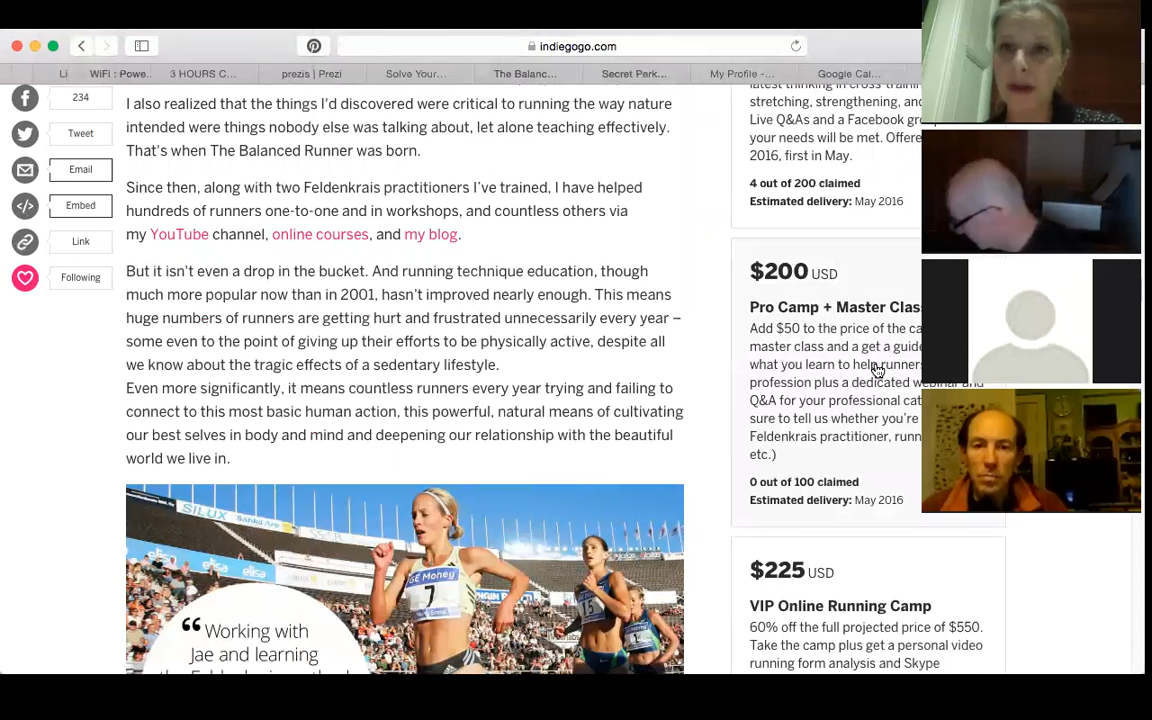 indiegogo.com
Li
WiFi : Powe...
3 HOURS C...
prezis | Prezi
Solve Your...
The Balanc...
Secret Perk...
My Profile -...
Google Cal...
234
Tweet
Email
Embed
Link
Following
I also realized that the things I'd discovered were critical to running the way nature
intended were things nobody else was talking about, let alone teaching effectively.
That's when The Balanced Runner was born.
Since then, along with two Feldenkrais practitioners I've trained, I have helped
hundreds of runners one-to-one and in workshops, and countless others via
my YouTube channel, online courses, and my blog.
But it isn't even a drop in the bucket. And running technique education, though
much more popular now than in 2001, hasn't improved nearly enough. This means
huge numbers of runners are getting hurt and frustrated unnecessarily every year –
some even to the point of giving up their efforts to be physically active, despite all
we know about the tragic effects of a sedentary lifestyle.
Even more significantly, it means countless runners every year trying and failing to
connect to this most basic human action, this powerful, natural means of cultivating
our best selves in body and mind and deepening our relationship with the beautiful
world we live in.
SILUX
elisa
elisa
GE Money
7
15
“ Working with
Jae and learning
latest thinking in cross-train
stretching, strengthening, and
Live Q&As and a Facebook gro
your needs will be met. Offere
2016, first in May.
4 out of 200 claimed
Estimated delivery: May 2016
$200 USD
Pro Camp + Master Clas
Add $50 to the price of the ca
master class and a get a guide
what you learn to help runners
profession plus a dedicated webinar and
Q&A for your professional cat
sure to tell us whether you're
Feldenkrais practitioner, runn
etc.)
0 out of 100 claimed
Estimated delivery: May 2016
$225 USD
VIP Online Running Camp
60% off the full projected price of $550.
Take the camp plus get a personal video
running form analysis and Skype